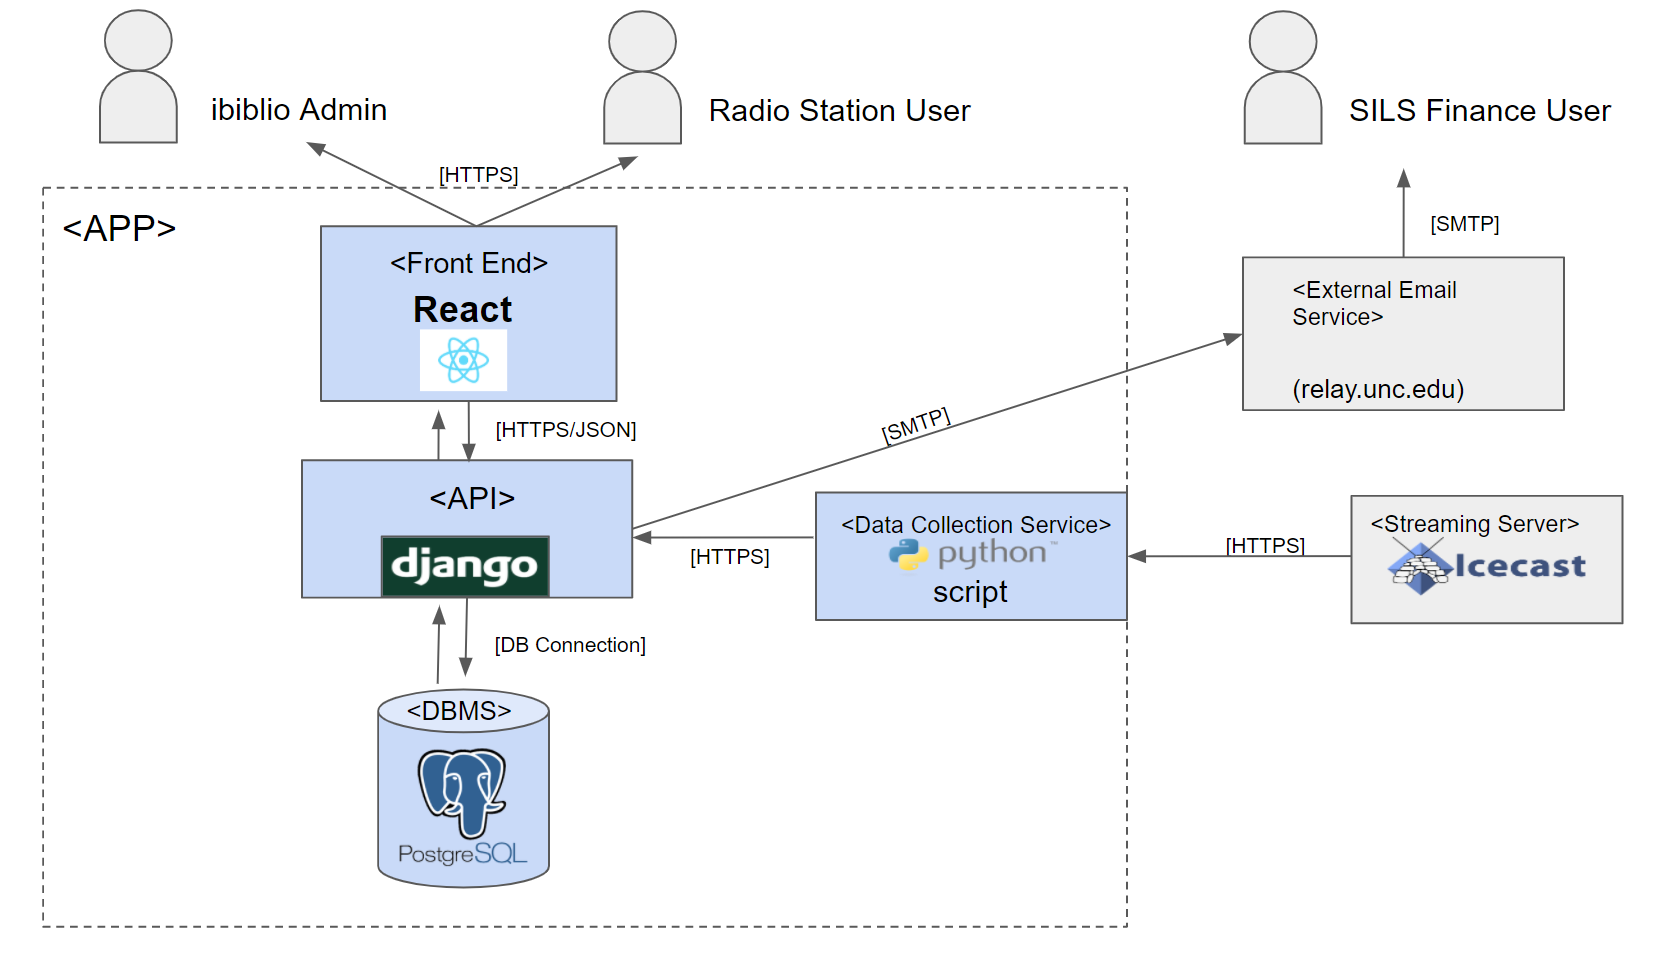 ibiblio Admin
Radio Station User
SILS Finance User
[HTTPS]
<APP>
[SMTP]
<Front End>
React
<External Email
Service>
(relay.unc.edu)
[HTTPS/JSON]
[SMTP]
<API>
django
[HTTPS]
<Data Collection Service>
python™
script
[HTTPS]
<Streaming Server>
Icecast
[DB Connection]
<DBMS>
PostgreSQL